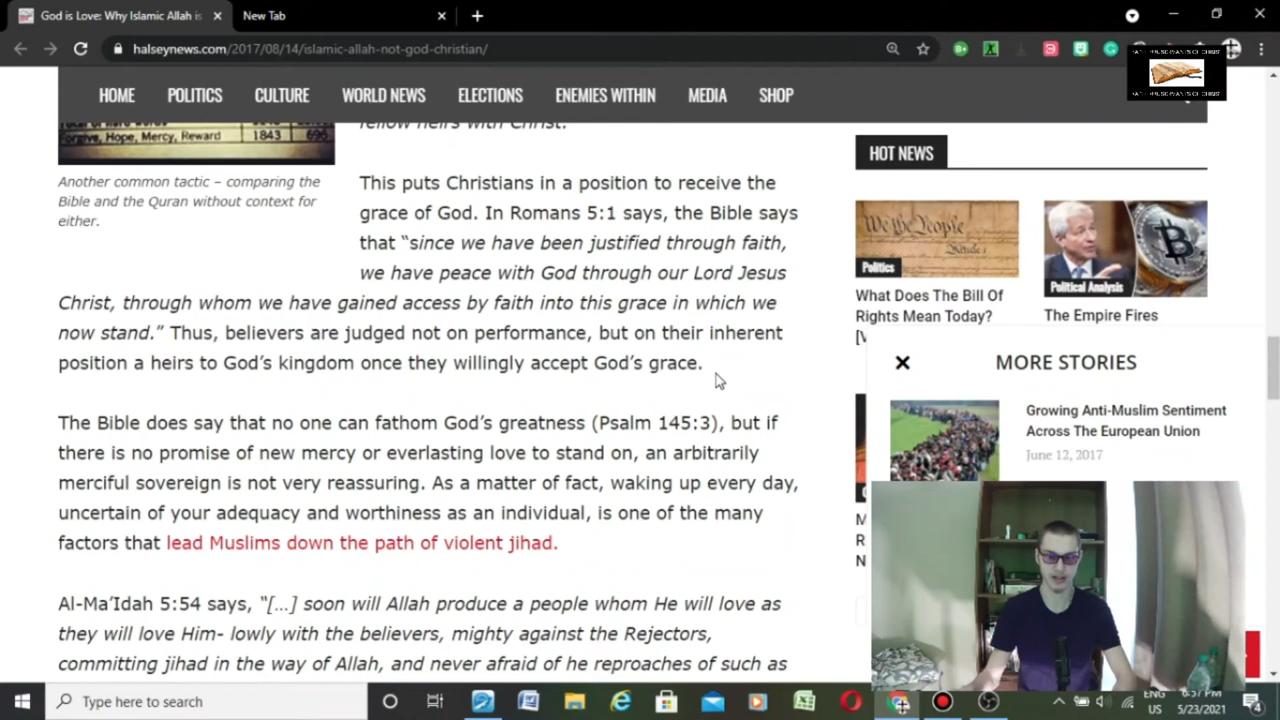 God is Love: Why Islamic Allah is
New Tab
halseynews.com/2017/08/14/islamic-allah-not-god-christian/
FAITHFUL SERVANTS OF CHRIST
HOME POLITICS CULTURE WORLD NEWS ENEMIES WITHIN MEDIA SHOP
Forgive, Hope, Mercy, Reward 1843
Another common tactic – comparing the
Bible and the Quran without context for
either.
fellow heirs with Christ.
This puts Christians in a position to receive the
grace of God. In Romans 5:1 says, the Bible says
that “since we have been justified through faith,
we have peace with God through our Lord Jesus
Christ, through whom we have gained access by faith into this grace in which we
now stand.” Thus, believers are judged not on performance, but on their inherent
position a heirs to God’s kingdom once they willingly accept God’s grace.
The Bible does say that no one can fathom God’s greatness (Psalm 145:3), but if
there is no promise of new mercy or everlasting love to stand on, an arbitrarily
merciful sovereign is not very reassuring. As a matter of fact, waking up every day,
uncertain of your adequacy and worthiness as an individual, is one of the many
factors that lead Muslims down the path of violent jihad.
Al-Ma’Idah 5:54 says, “[…] soon will Allah produce a people whom He will love as
they will love Him- lowly with the believers, mighty against the Rejectors,
committing jihad in the way of Allah, and never afraid of he reproaches of such as
HOT NEWS
Politics
What Does The Bill Of
Rights Mean Today?
Political Analysis
The Empire Fires
MORE STORIES
Growing Anti-Muslim Sentiment
Across The European Union
June 12, 2017
Type here to search
ENG
US
6:57 PM
5/23/2021
4